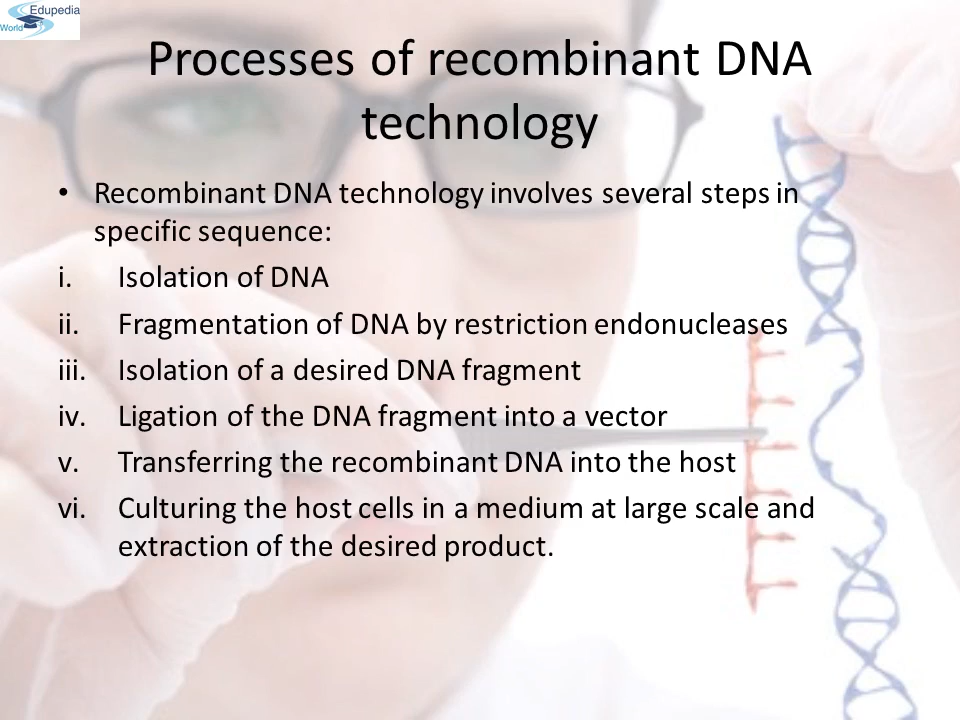 Edupedia
World
Processes of recombinant DNA
technology
• Recombinant DNA technology involves several steps in
specific sequence:
i. Isolation of DNA
ii. Fragmentation of DNA by restriction endonucleases
iii. Isolation of a desired DNA fragment
iv. Ligation of the DNA fragment into a vector
v. Transferring the recombinant DNA into the host
vi. Culturing the host cells in a medium at large scale and
extraction of the desired product.